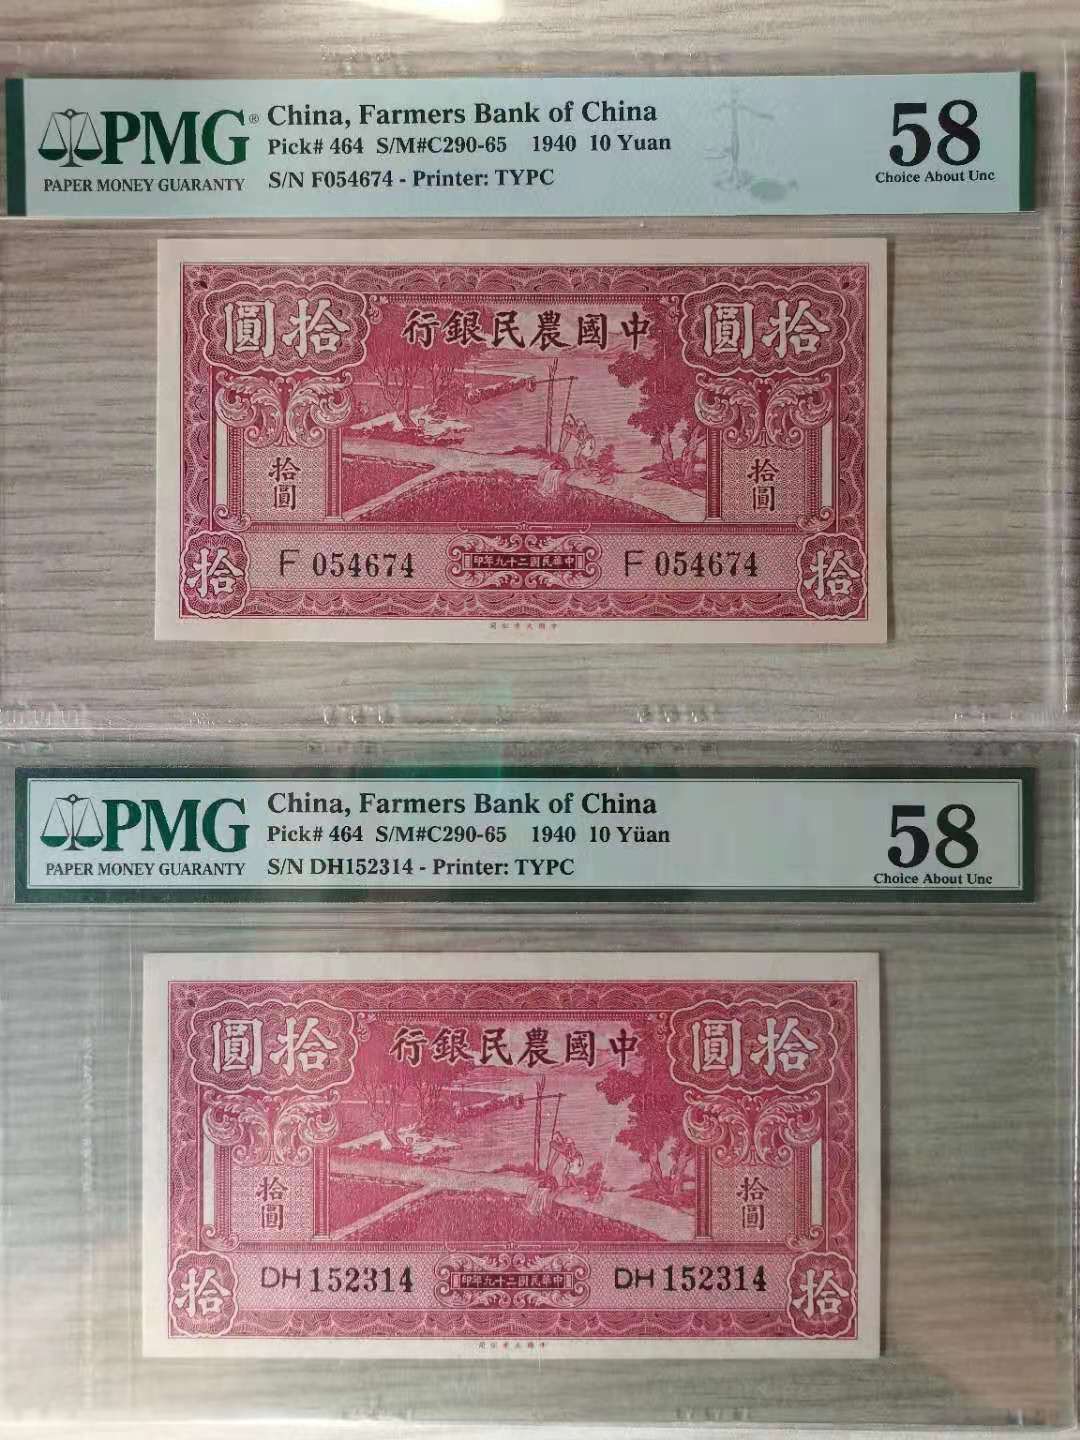 PMG®
PAPER MONEY GUARANTY
China, Farmers Bank of China
Pick# 464 S/M#C290-65 1940 10 Yuan
S/N F054674 - Printer: TYPC
58
Choice About Unc
圓拾
行銀民農國中
圓拾
拾圓
拾圓
拾
F 054674
印年九十二國民華中
F 054674
拾
PMG
PAPER MONEY GUARANTY
China, Farmers Bank of China
Pick# 464 S/M#C290-65 1940 10 Yüan
S/N DH152314 - Printer: TYPC
58
Choice About Unc
圓拾
行銀民農國中
圓拾
拾圓
拾圓
拾
DH 152314
印年九十二國民華中
DH 152314
拾